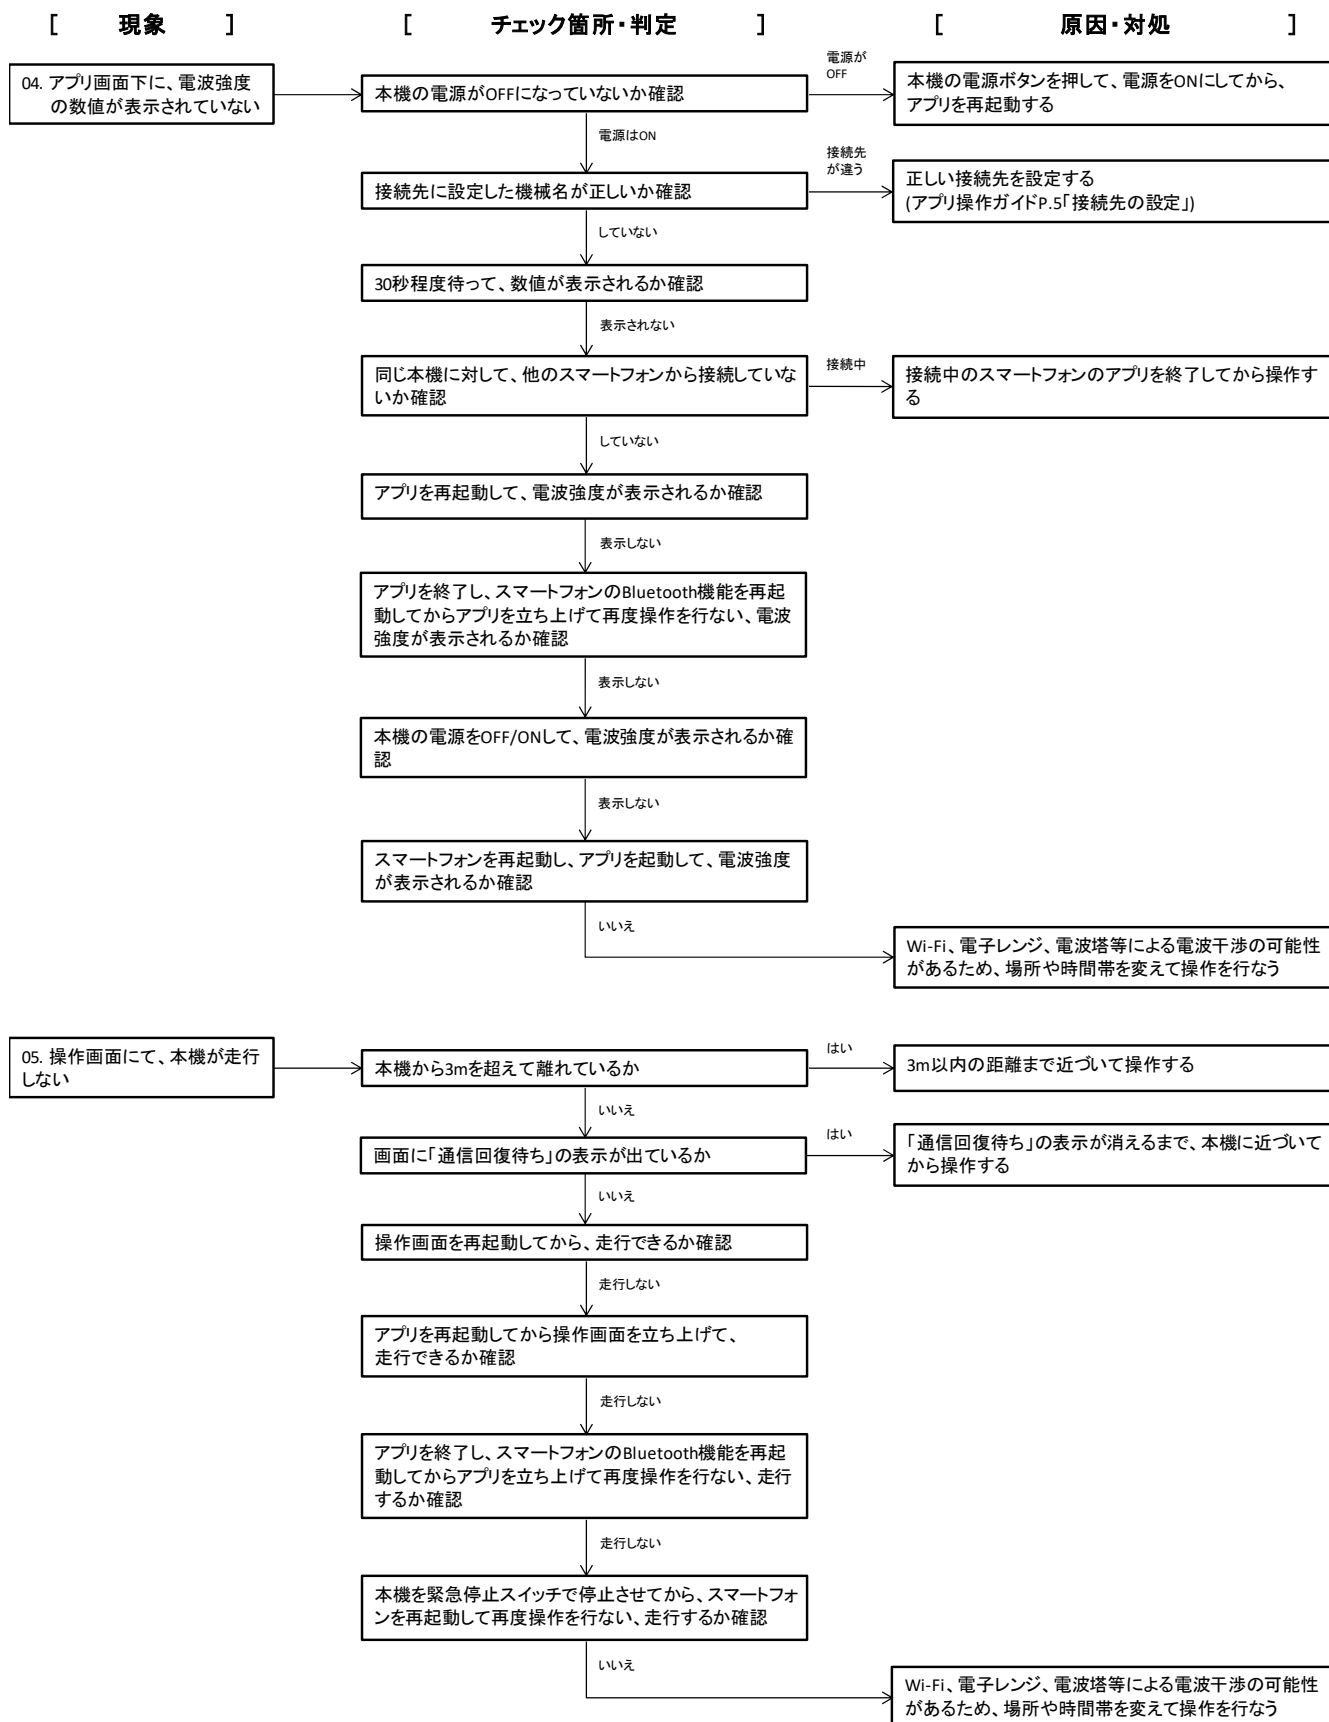 [ 現象 ]
[ チェック箇所・判定 ]
[ 原因・対処 ]
04. アプリ画面下に、電波強度
の数値が表示されていない
本機の電源がOFFになっていないか確認
電源が
OFF
本機の電源ボタンを押して、電源をONにしてから、
アプリを再起動する
電源はON
接続先に設定した機械名が正しいか確認
接続先
が違う
正しい接続先を設定する
(アプリ操作ガイドP.5「接続先の設定」)
していない
30秒程度待って、数値が表示されるか確認
表示されない
同じ本機に対して、他のスマートフォンから接続していな
いか確認
接続中
接続中のスマートフォンのアプリを終了してから操作す
る
していない
アプリを再起動して、電波強度が表示されるか確認
表示しない
アプリを終了し、スマートフォンのBluetooth機能を再起
動してからアプリを立ち上げて再度操作を行ない、電波
強度が表示されるか確認
表示しない
本機の電源をOFF/ONして、電波強度が表示されるか確
認
表示しない
スマートフォンを再起動し、アプリを起動して、電波強度
が表示されるか確認
いいえ
Wi-Fi、電子レンジ、電波塔等による電波干渉の可能性
があるため、場所や時間帯を変えて操作を行なう
05. 操作画面にて、本機が走行
しない
本機から3mを超えて離れているか
はい
3m以内の距離まで近づいて操作する
いいえ
画面に「通信回復待ち」の表示が出ているか
はい
「通信回復待ち」の表示が消えるまで、本機に近づいて
から操作する
いいえ
操作画面を再起動してから、走行できるか確認
走行しない
アプリを再起動してから操作画面を立ち上げて、
走行できるか確認
走行しない
アプリを終了し、スマートフォンのBluetooth機能を再起
動してからアプリを立ち上げて再度操作を行ない、走行
するか確認
走行しない
本機を緊急停止スイッチで停止させてから、スマートフォ
ンを再起動して再度操作を行ない、走行するか確認
いいえ
Wi-Fi、電子レンジ、電波塔等による電波干渉の可能性
があるため、場所や時間帯を変えて操作を行なう